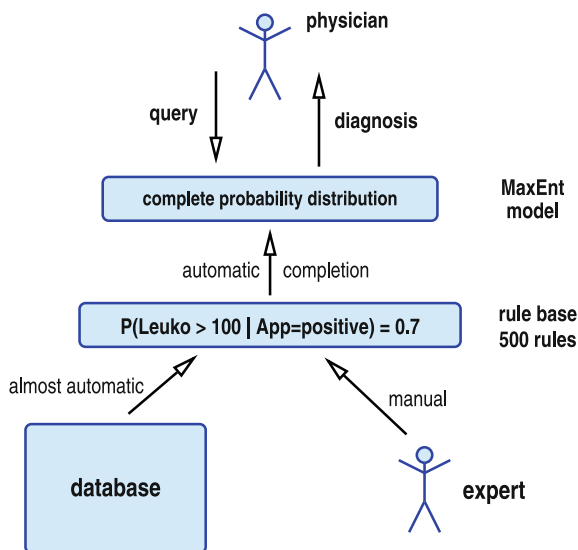 physician
query
diagnosis
complete probability distribution
MaxEnt
model
automatic completion
P(Leuko > 100 | App=positive) = 0.7
rule base
500 rules
almost automatic
manual
database
expert